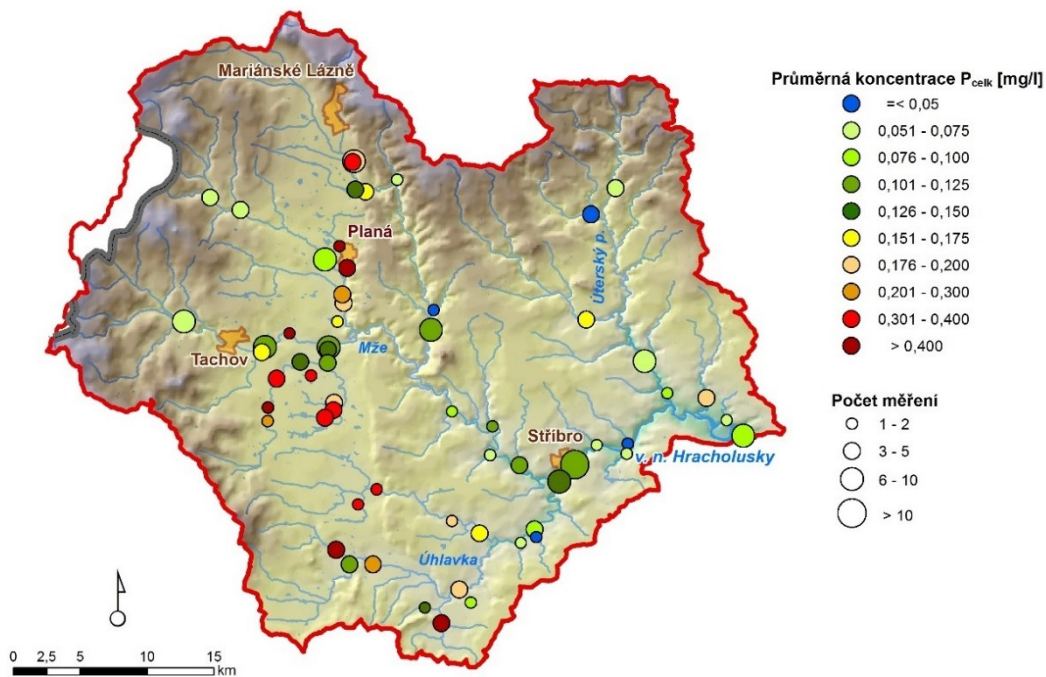 Mariánské Lázně
Planá
Úterský p.
Tachov
Mže
Stříbro
v. n. Hracholusky
Úhlavka
0 2,5 5 10 15
km
Průměrná koncentrace Pcelk [mg/l]
=< 0,05
0,051 - 0,075
0,076 - 0,100
0,101 - 0,125
0,126 - 0,150
0,151 - 0,175
0,176 - 0,200
0,201 - 0,300
0,301 - 0,400
> 0,400
Počet měření
1 - 2
3 - 5
6 - 10
> 10